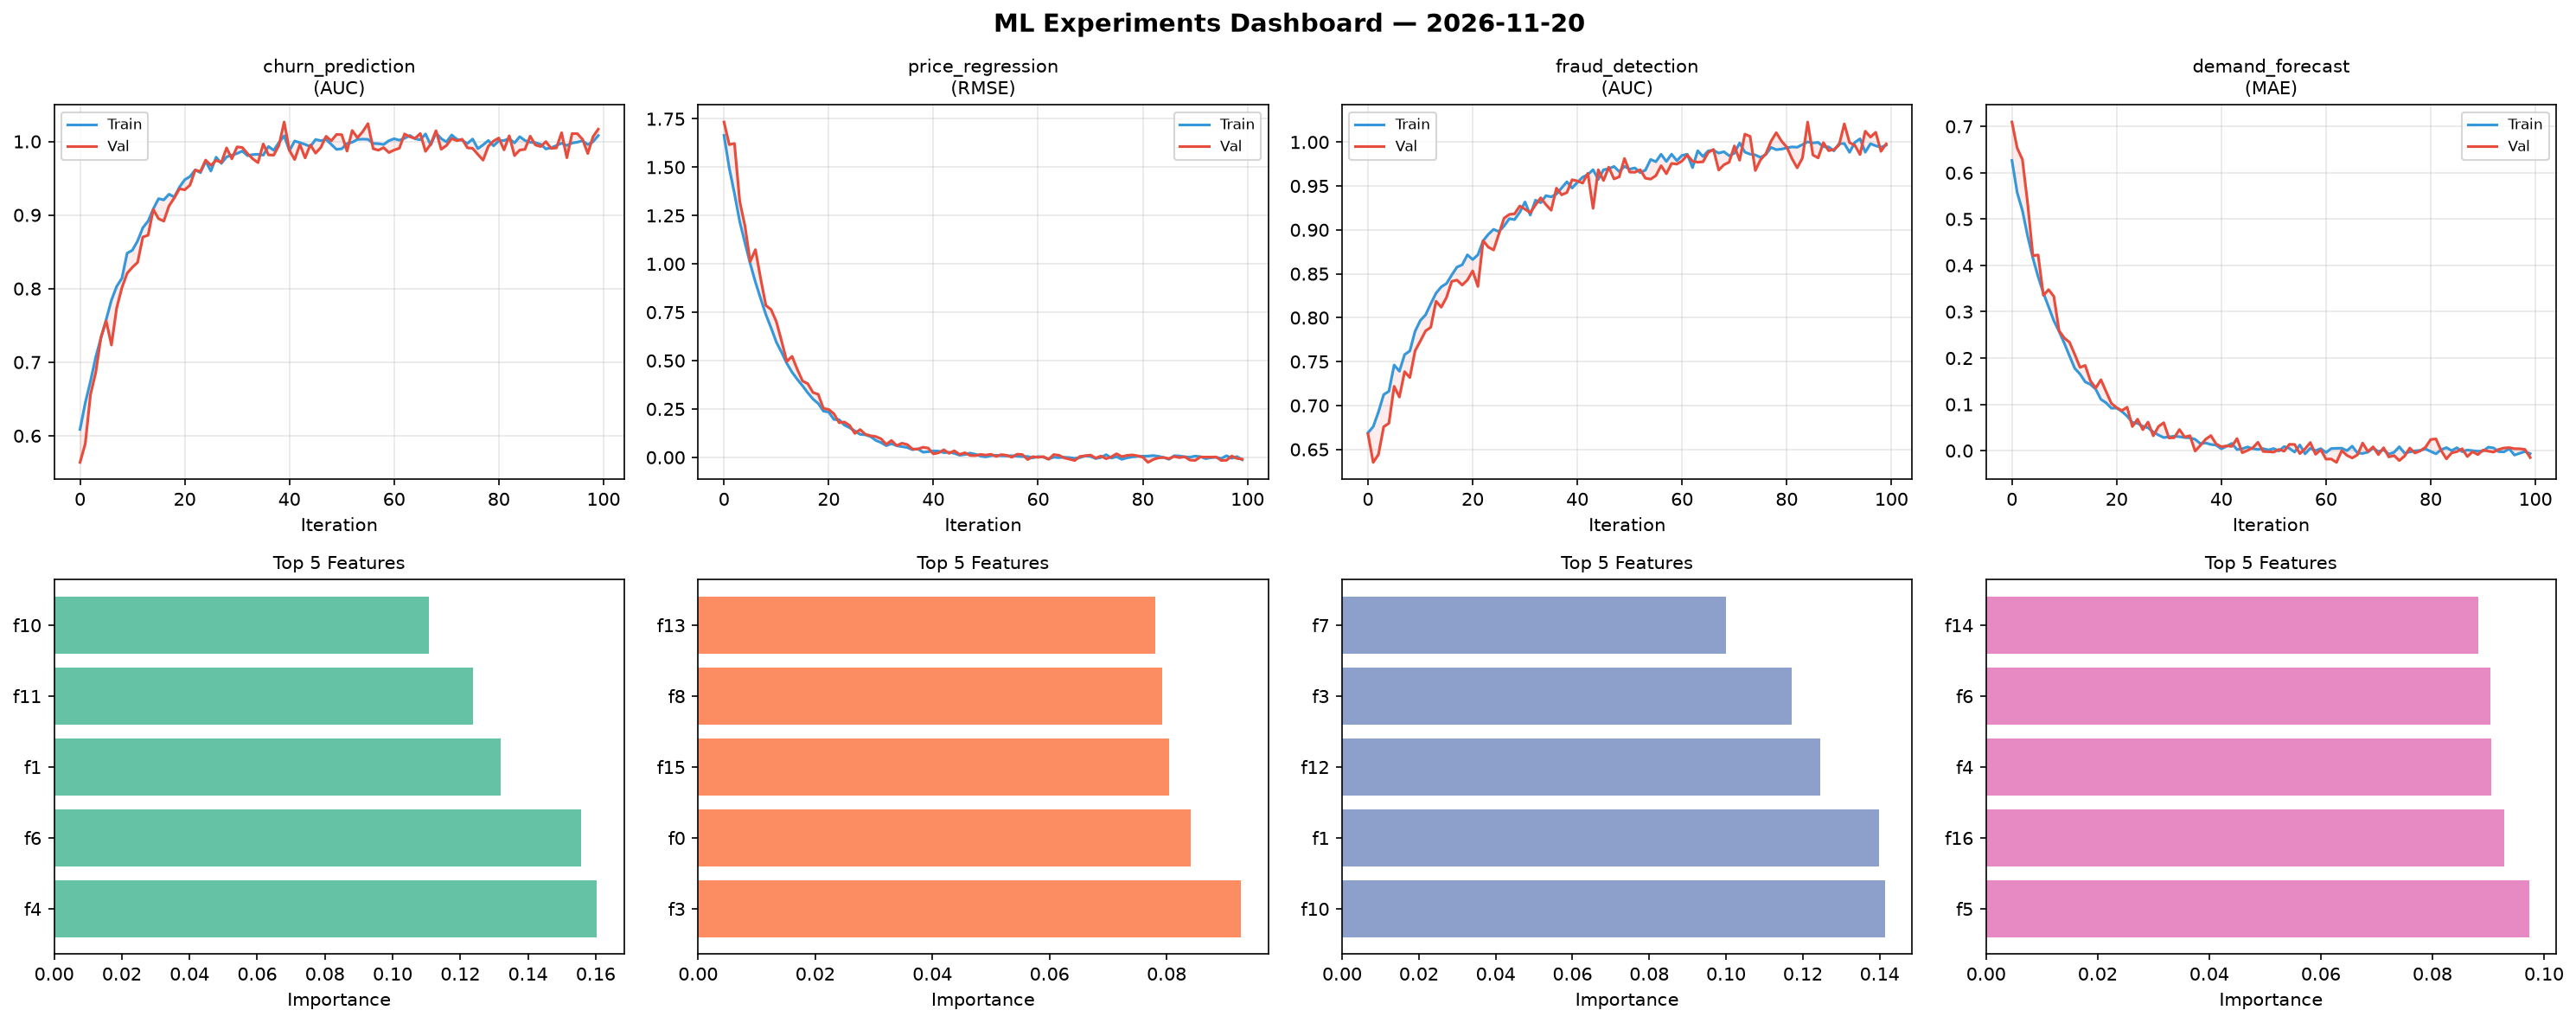 ML Experiments Dashboard — 2026-11-20
churn_prediction
(AUC)
Train
Val
1.0
0.9
0.8
0.7
0.6
0 20 40 60 80 100
Iteration
price_regression
(RMSE)
Train
Val
1.75
1.50
1.25
1.00
0.75
0.50
0.25
0.00
0 20 40 60 80 100
Iteration
fraud_detection
(AUC)
Train
Val
1.00
0.95
0.90
0.85
0.80
0.75
0.70
0.65
0 20 40 60 80 100
Iteration
demand_forecast
(MAE)
Train
Val
0.7
0.6
0.5
0.4
0.3
0.2
0.1
0.0
0 20 40 60 80 100
Iteration
Top 5 Features
f10
f11
f1
f6
f4
0.00 0.02 0.04 0.06 0.08 0.10 0.12 0.14 0.16
Importance
Top 5 Features
f13
f8
f15
f0
f3
0.00 0.02 0.04 0.06 0.08
Importance
Top 5 Features
f7
f3
f12
f1
f10
0.00 0.02 0.04 0.06 0.08 0.10 0.12 0.14
Importance
Top 5 Features
f14
f6
f4
f16
f5
0.00 0.02 0.04 0.06 0.08 0.10
Importance